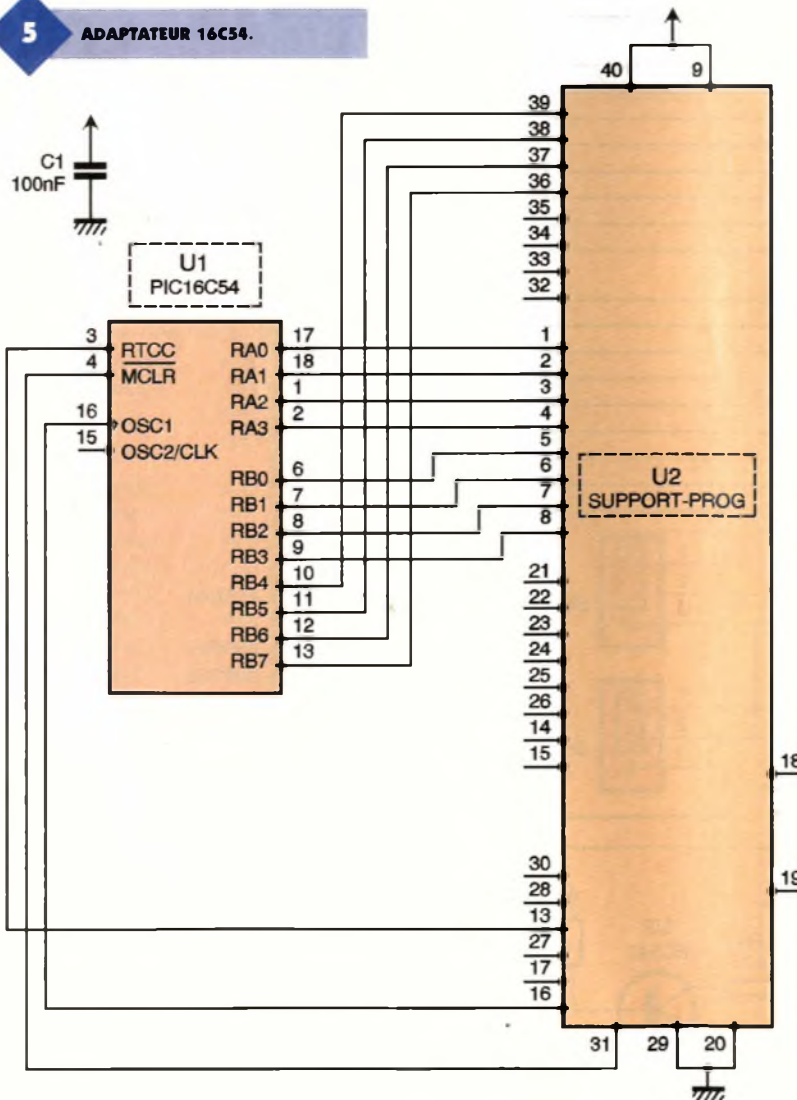 5 ADAPTATEUR 16C54.
40 9
C1
100nF
U1
PIC16C54
3 RTCC
4 MCLR
16 OSC1
15 OSC2/CLK
RA0 17
RA1 18
RA2 1
RA3 2
RB0 6
RB1 7
RB2 8
RB3 9
RB4 10
RB5 11
RB6 12
RB7 13
39
38
37
36
35
34
33
32
1
2
3
4
5
6
7
8
U2
SUPPORT-PROG
21
22
23
24
25
26
14
15
18
30
28
13
27
17
16
19
31 29 20